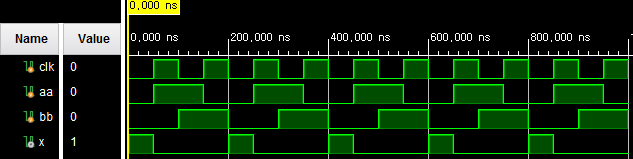 0,000 ns
Name Value
0,000 ns 200,000 ns 400,000 ns 600,000 ns 800,000 ns
clk 0
aa 0
bb 0
x 1